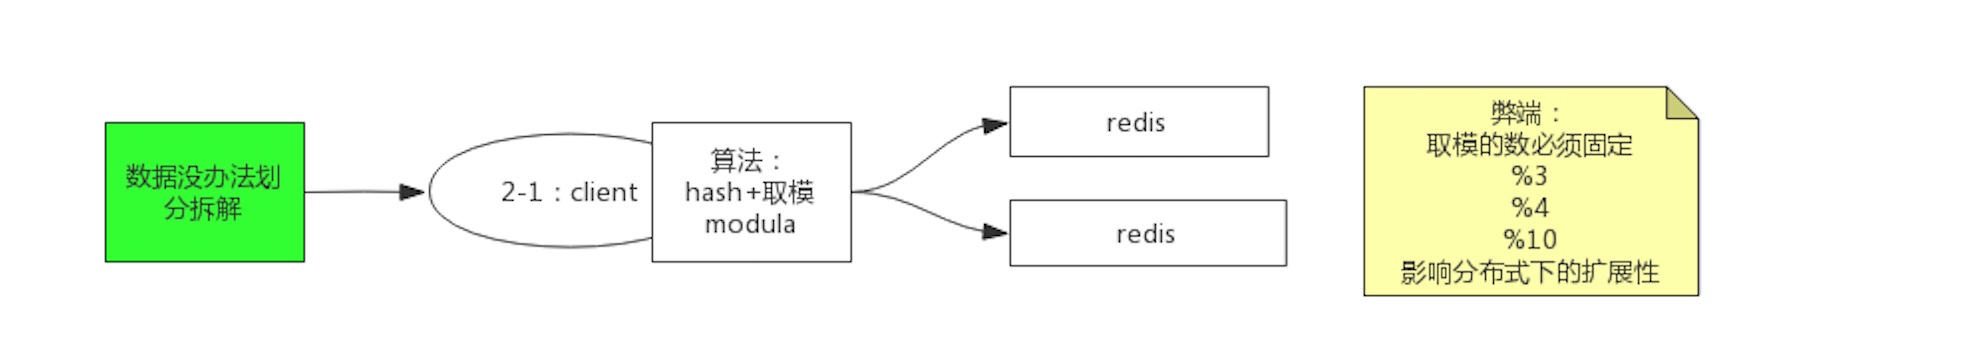 数据没办法划
分拆解
2-1：client
算法：
hash+取模
modula
redis
redis
弊端：
取模的数必须固定
%3
%4
%10
影响分布式下的扩展性